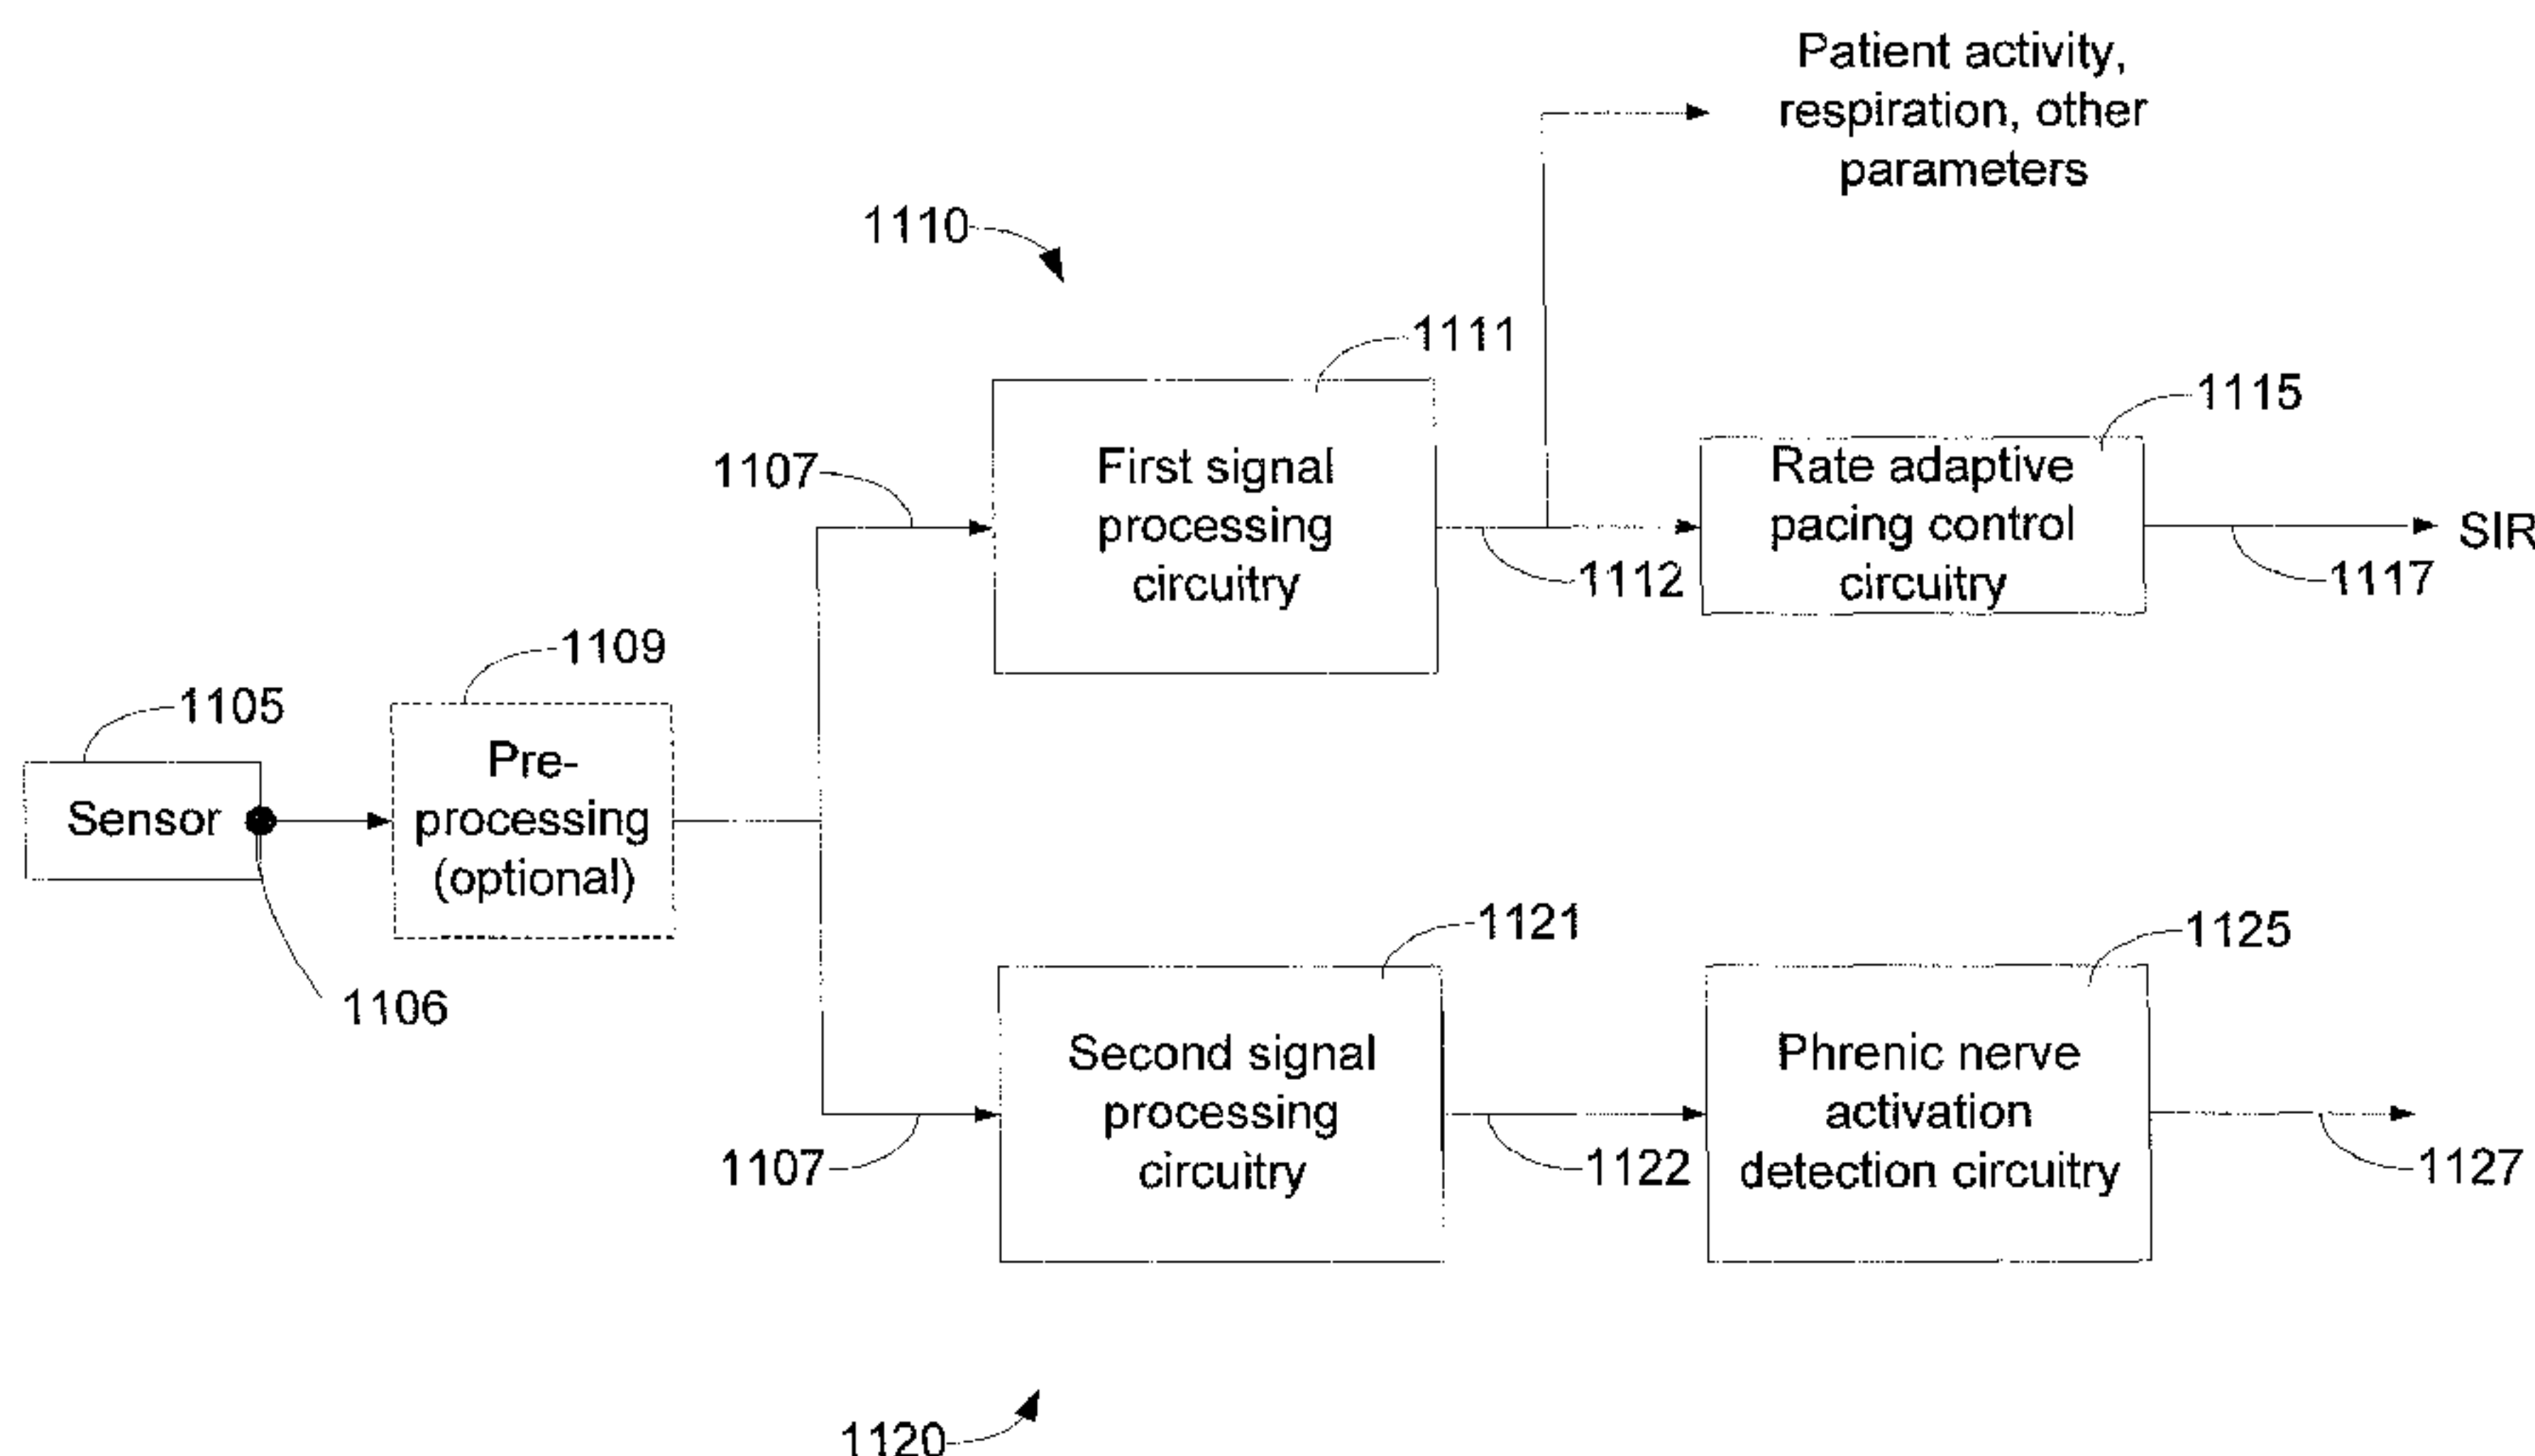 Patient activity,
respiration, other
parameters
1110
1111
1115
1107
First signal
processing
circuitry
Rate adaptive
pacing control
circuitry
SIR
1112
1117
1109
1105
Pre-
processing
(optional)
Sensor
1106
1121
1125
Second signal
processing
circuitry
Phrenic nerve
activation
detection circuitry
1107
1122
1127
1120